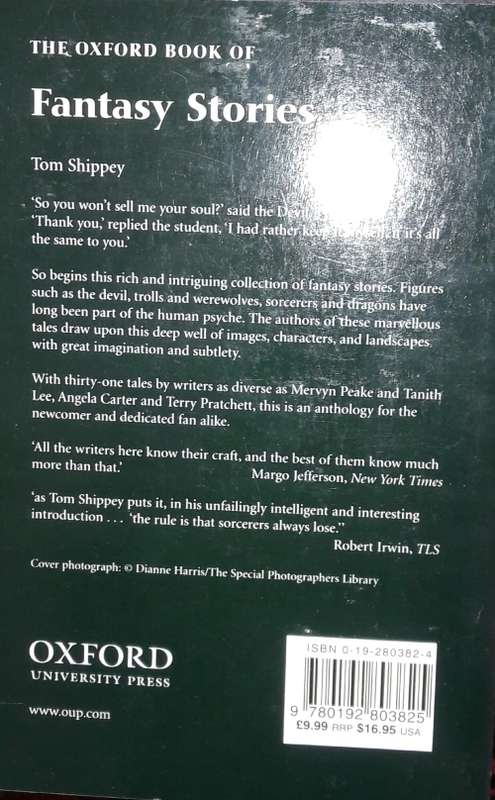 THE OXFORD BOOK OF
Fantasy Stories
Tom Shippey
'So you won't sell me your soul?' said the Devil
'Thank you,' replied the student, 'I had rather keep it's all
the same to you.'
So begins this rich and intriguing collection of fantasy stories. Figures
such as the devil, trolls and werewolves, sorcerers and dragons have
long been part of the human psyche. The authors of these marvellous
tales draw upon this deep well of images, characters, and landscapes
with great imagination and subtlety.
With thirty-one tales by writers as diverse as Mervyn Peake and Tanith
Lee, Angela Carter and Terry Pratchett, this is an anthology for the
newcomer and dedicated fan alike.
'All the writers here know their craft, and the best of them know much
more than that.' Margo Jefferson, New York Times
'as Tom Shippey puts it, in his unfailingly intelligent and interesting
introduction . . . 'the rule is that sorcerers always lose.''
Robert Irwin, TLS
Cover photograph: © Dianne Harris/The Special Photographers Library
OXFORD
UNIVERSITY PRESS
www.oup.com
ISBN 0-19-280382-4
9 780192 803825
£9.99 RRP $16.95 USA